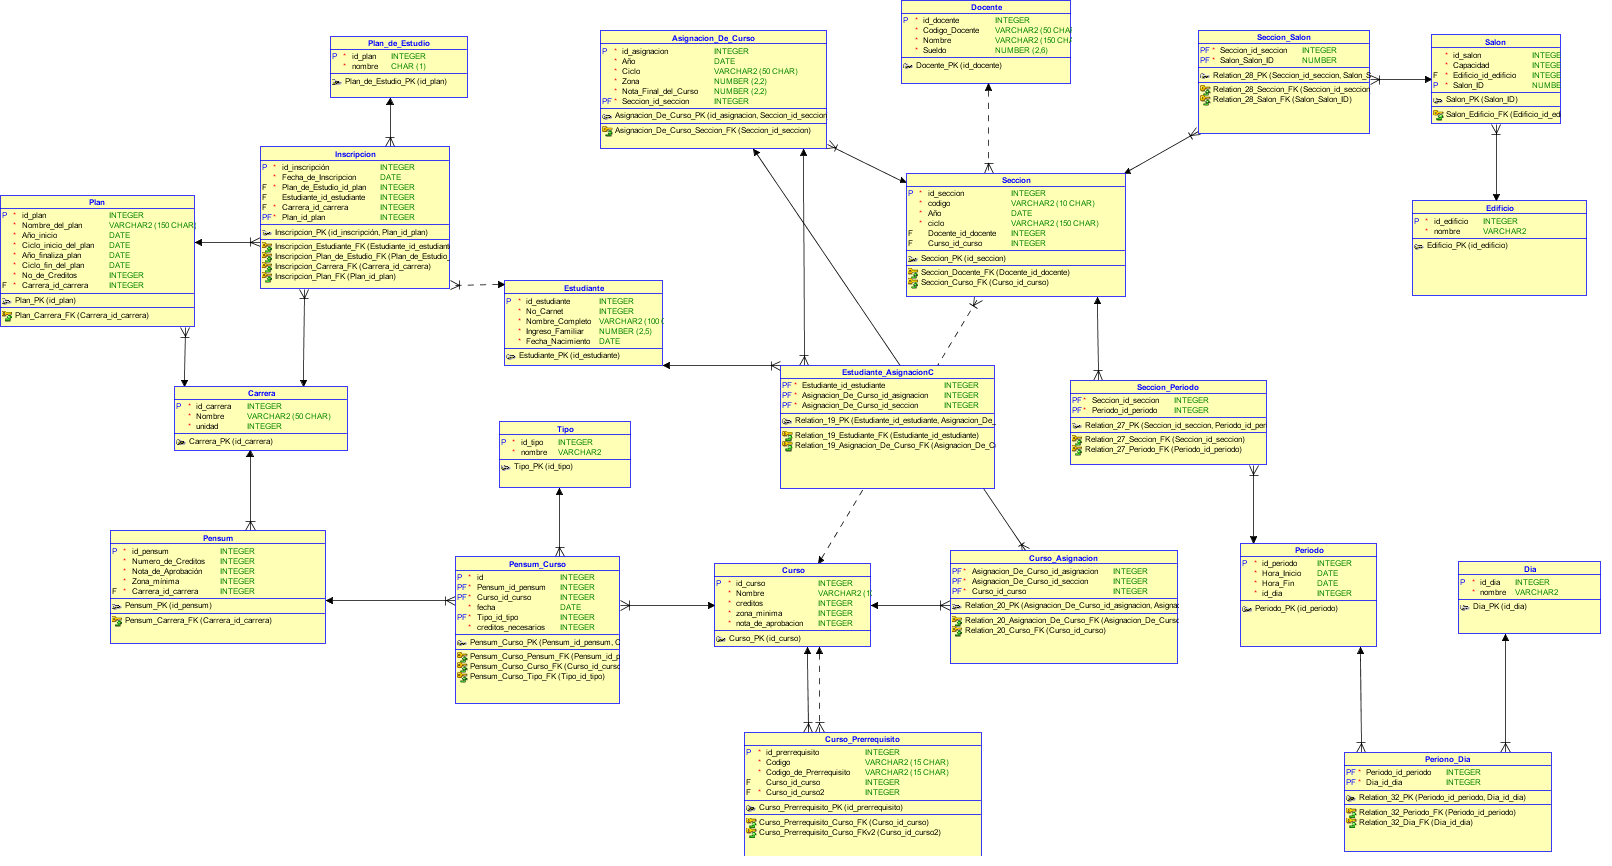 Docente
P * id_docente INTEGER
* Codigo_Docente VARCHAR2 (50 CHA
* Nombre VARCHAR2 (150 CH
* Sueldo NUMBER (2,6)
Docente_PK (id_docente)
Plan_de_Estudio
P * id_plan INTEGER
* nombre CHAR (1)
Plan_de_Estudio_PK (id_plan)
Asignacion_De_Curso
P * id_asignacion INTEGER
* Año DATE
* Ciclo VARCHAR2 (50 CHAR)
* Zona NUMBER (2,2)
* Nota_Final_del_Curso NUMBER (2,2)
PF * Seccion_id_seccion INTEGER
Asignacion_De_Curso_PK (id_asignacion, Seccion_id_seccion
Asignacion_De_Curso_Seccion_FK (Seccion_id_seccion)
Seccion_Salon
PF * Seccion_id_seccion INTEGER
PF * Salon_Salon_ID NUMBER
Relation_28_PK (Seccion_id_seccion, Salon_S
Relation_28_Seccion_FK (Seccion_id_seccion
Relation_28_Salon_FK (Salon_Salon_ID)
Salon
* id_salon INTEGE
* Capacidad INTEGE
F * Edificio_id_edificio INTEGE
P * Salon_ID NUMBE
Salon_PK (Salon_ID)
Salon_Edificio_FK (Edificio_id_ed
Inscripcion
P * id_inscripción INTEGER
* Fecha_de_Inscripcion DATE
F * Plan_de_Estudio_id_plan INTEGER
F Estudiante_id_estudiante INTEGER
F * Carrera_id_carrera INTEGER
PF * Plan_id_plan INTEGER
Inscripcion_PK (id_inscripción, Plan_id_plan)
Inscripcion_Estudiante_FK (Estudiante_id_estudiant
Inscripcion_Plan_de_Estudio_FK (Plan_de_Estudio_
Inscripcion_Carrera_FK (Carrera_id_carrera)
Inscripcion_Plan_FK (Plan_id_plan)
Seccion
P * id_seccion INTEGER
* codigo VARCHAR2 (10 CHAR)
* Año DATE
* ciclo VARCHAR2 (150 CHAR)
F Docente_id_docente INTEGER
F Curso_id_curso INTEGER
Seccion_PK (id_seccion)
Seccion_Docente_FK (Docente_id_docente)
Seccion_Curso_FK (Curso_id_curso)
Plan
P * id_plan INTEGER
* Nombre_del_plan VARCHAR2 (150 CHAR
* Año_inicio DATE
* Ciclo_inicio_del_plan DATE
* Año_finaliza_plan DATE
* Ciclo_fin_del_plan DATE
* No_de_Creditos INTEGER
F * Carrera_id_carrera INTEGER
Plan_PK (id_plan)
Plan_Carrera_FK (Carrera_id_carrera)
Edificio
P * id_edificio INTEGER
* nombre VARCHAR2
Edificio_PK (id_edificio)
Estudiante
P * id_estudiante INTEGER
* No_Carnet INTEGER
* Nombre_Completo VARCHAR2 (100 C
* Ingreso_Familiar NUMBER (2,5)
* Fecha_Nacimiento DATE
Estudiante_PK (id_estudiante)
Estudiante_AsignacionC
PF * Estudiante_id_estudiante INTEGER
PF * Asignacion_De_Curso_id_asignacion INTEGER
PF * Asignacion_De_Curso_id_seccion INTEGER
Relation_19_PK (Estudiante_id_estudiante, Asignacion_De_
Relation_19_Estudiante_FK (Estudiante_id_estudiante)
Relation_19_Asignacion_De_Curso_FK (Asignacion_De_C
Seccion_Periodo
PF * Seccion_id_seccion INTEGER
PF * Periodo_id_periodo INTEGER
Relation_27_PK (Seccion_id_seccion, Periodo_id_per
Relation_27_Seccion_FK (Seccion_id_seccion)
Relation_27_Periodo_FK (Periodo_id_periodo)
Carrera
P * id_carrera INTEGER
* Nombre VARCHAR2 (50 CHAR)
* unidad INTEGER
Carrera_PK (id_carrera)
Tipo
P * id_tipo INTEGER
* nombre VARCHAR2
Tipo_PK (id_tipo)
Pensum
P * id_pensum INTEGER
* Numero_de_Creditos INTEGER
* Nota_de_Aprobación INTEGER
* Zona_mínima INTEGER
F * Carrera_id_carrera INTEGER
Pensum_PK (id_pensum)
Pensum_Carrera_FK (Carrera_id_carrera)
Pensum_Curso
P * id INTEGER
PF * Pensum_id_pensum INTEGER
PF * Curso_id_curso INTEGER
* fecha DATE
PF * Tipo_id_tipo INTEGER
* creditos_necesarios INTEGER
Pensum_Curso_PK (Pensum_id_pensum, C
Pensum_Curso_Pensum_FK (Pensum_id_p
Pensum_Curso_Curso_FK (Curso_id_curso
Pensum_Curso_Tipo_FK (Tipo_id_tipo)
Curso
P * id_curso INTEGER
* Nombre VARCHAR2 (1
* creditos INTEGER
* zona_minima INTEGER
* nota_de_aprobacion INTEGER
Curso_PK (id_curso)
Curso_Asignacion
PF * Asignacion_De_Curso_id_asignacion INTEGER
PF * Asignacion_De_Curso_id_seccion INTEGER
PF * Curso_id_curso INTEGER
Relation_20_PK (Asignacion_De_Curso_id_asignacion, Asigna
Relation_20_Asignacion_De_Curso_FK (Asignacion_De_Curs
Relation_20_Curso_FK (Curso_id_curso)
Periodo
P * id_periodo INTEGER
* Hora_Inicio DATE
* Hora_Fin DATE
* id_dia INTEGER
Periodo_PK (id_periodo)
Dia
P * id_dia INTEGER
* nombre VARCHAR2
Dia_PK (id_dia)
Curso_Prerrequisito
P * id_prerrequisito INTEGER
* Codigo VARCHAR2 (15 CHAR)
* Codigo_de_Prerrequisito VARCHAR2 (15 CHAR)
F Curso_id_curso INTEGER
F * Curso_id_curso2 INTEGER
Curso_Prerrequisito_PK (id_prerrequisito)
Curso_Prerrequisito_Curso_FK (Curso_id_curso)
Curso_Prerrequisito_Curso_FKv2 (Curso_id_curso2)
Periono_Dia
PF * Periodo_id_periodo INTEGER
PF * Dia_id_dia INTEGER
Relation_32_PK (Periodo_id_periodo, Dia_id_dia)
Relation_32_Periodo_FK (Periodo_id_periodo)
Relation_32_Dia_FK (Dia_id_dia)